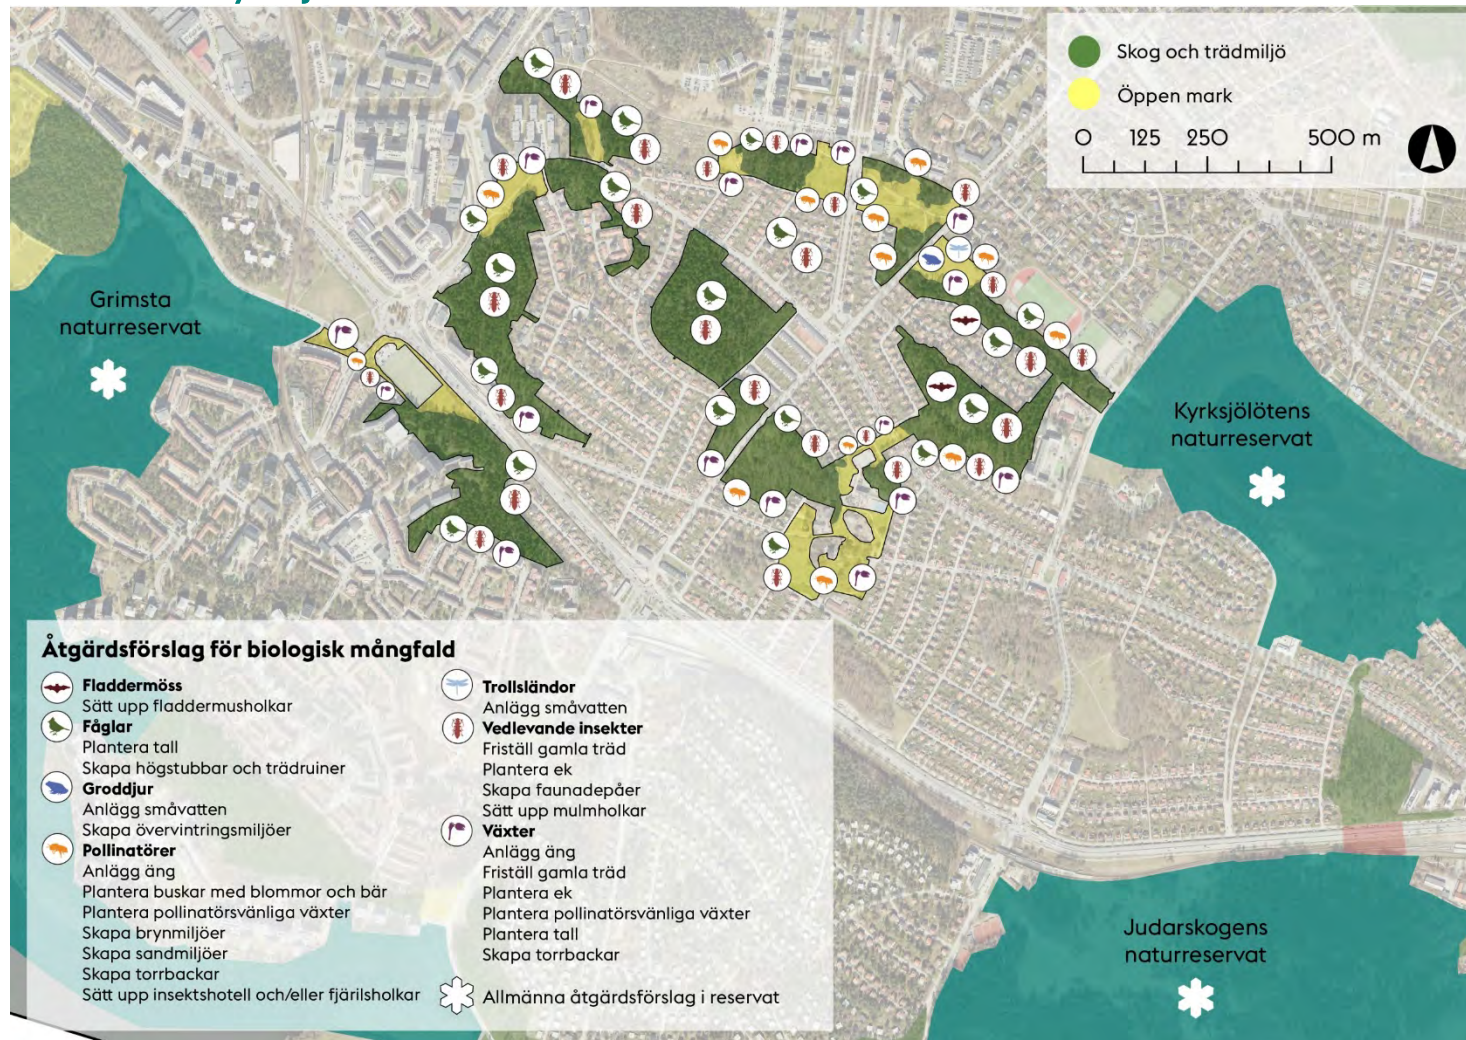 Skog och trädmiljö
Öppen mark
0 125 250 500 m
Grimsta
naturreservat
Kyrksjölötens
naturreservat
Judarskogens
naturreservat
Åtgärdsförslag för biologisk mångfald
Fladdermöss
Sätt upp fladdermusholkar
Fåglar
Plantera tall
Skapa högstubbar och trädruiner
Groddjur
Anlägg småvatten
Skapa övervintringsmiljöer
Pollinatörer
Anlägg äng
Plantera buskar med blommor och bär
Plantera pollinatörsvänliga växter
Skapa brynmiljöer
Skapa sandmiljöer
Skapa torrbackar
Sätt upp insektshotell och/eller fjärilsholkar
Trollsländor
Anlägg småvatten
Vedlevande insekter
Friställ gamla träd
Plantera ek
Skapa faunadepåer
Sätt upp mulmholkar
Växter
Anlägg äng
Friställ gamla träd
Plantera ek
Plantera pollinatörsvänliga växter
Plantera tall
Skapa torrbackar
Allmänna åtgärdsförslag i reservat